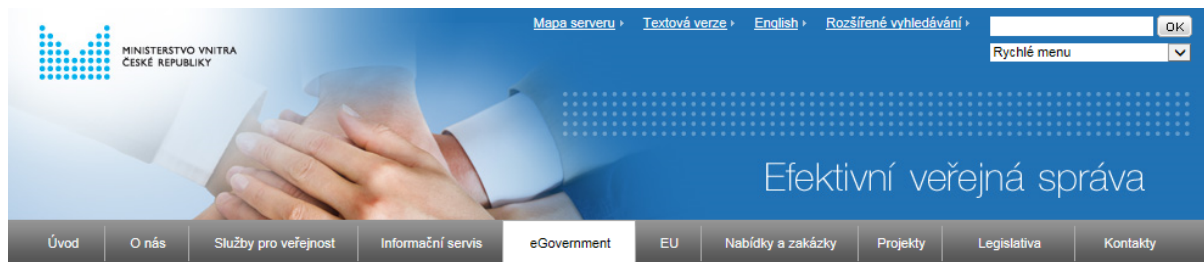 Mapa serveru Textová verze English Rozšířené vyhledávání OK
MINISTERSTVO VNITRA
ČESKÉ REPUBLIKY
Rychlé menu
Efektivní veřejná správa
Úvod O nás Služby pro veřejnost Informační servis eGovernment EU Nabídky a zakázky Projekty Legislativa Kontakty